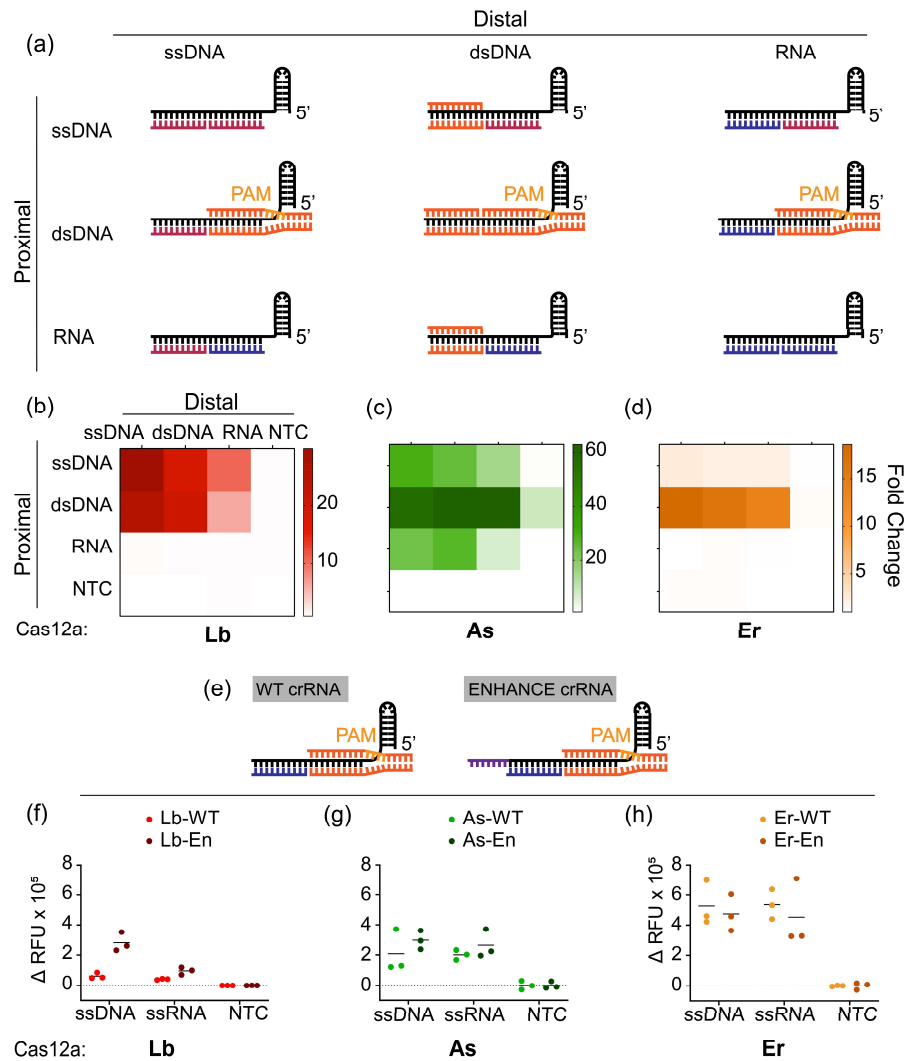 Distal
(a)
ssDNA dsDNA RNA
Proximal
ssDNA
5’ 5’ 5’
dsDNA
PAM PAM PAM
5’ 5’ 5’
RNA
5’ 5’ 5’
(b) (c) (d)
Distal
ssDNA dsDNA RNA NTC
Proximal
ssDNA
dsDNA
RNA
NTC
20
10
60
40
20
15
10
5
Fold Change
Cas12a: Lb As Er
(e) WT crRNA ENHANCE crRNA
PAM PAM
5’ 5’
(f) Lb-WT
Lb-En
Δ RFU x 10⁵
8
6
4
2
0
ssDNA ssRNA NTC
(g) As-WT
As-En
8
6
4
2
0
ssDNA ssRNA NTC
(h) Er-WT
Er-En
Δ RFU x 10⁵
8
6
4
2
0
ssDNA ssRNA NTC
Cas12a: Lb As Er